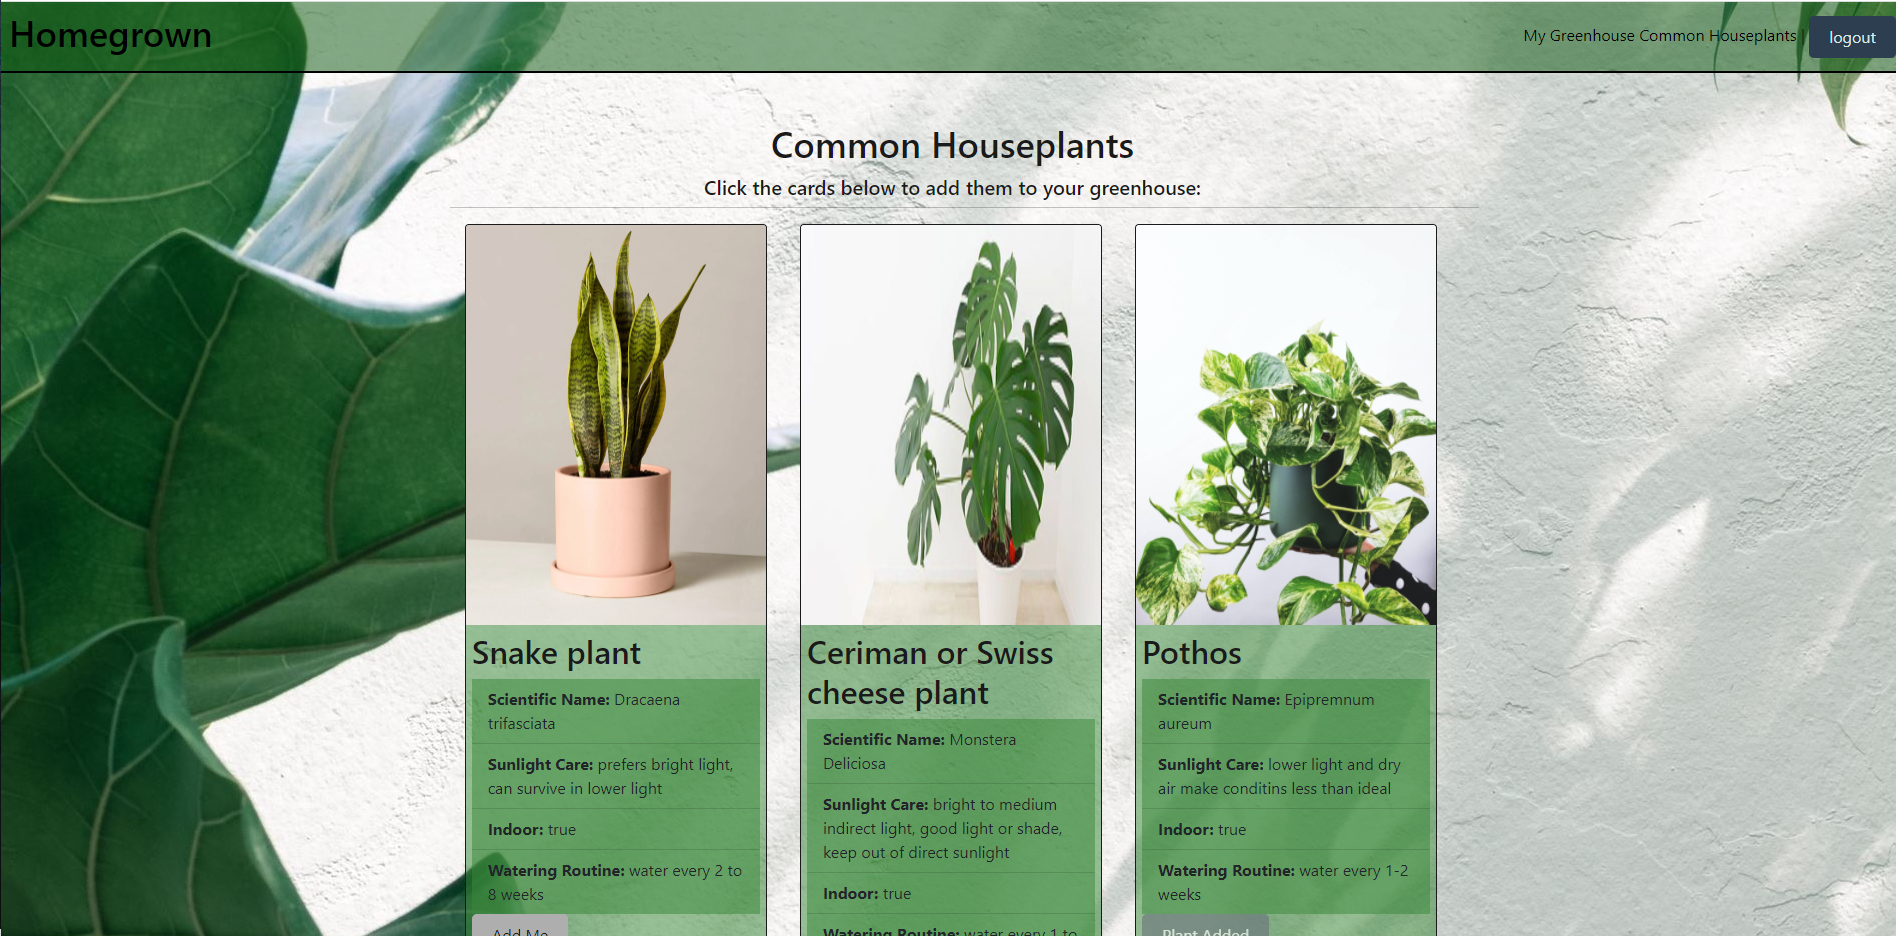 Homegrown
My Greenhouse Common Houseplants |
logout
Common Houseplants
Click the cards below to add them to your greenhouse:
Snake plant
Scientific Name: Dracaena
trifasciata
Sunlight Care: prefers bright light,
can survive in lower light
Indoor: true
Watering Routine: water every 2 to
8 weeks
Add Me
Ceriman or Swiss
cheese plant
Scientific Name: Monstera
Deliciosa
Sunlight Care: bright to medium
indirect light, good light or shade,
keep out of direct sunlight
Indoor: true
Watering Routine: water every 1 to
Pothos
Scientific Name: Epipremnum
aureum
Sunlight Care: lower light and dry
air make conditins less than ideal
Indoor: true
Watering Routine: water every 1-2
weeks
Plant Added